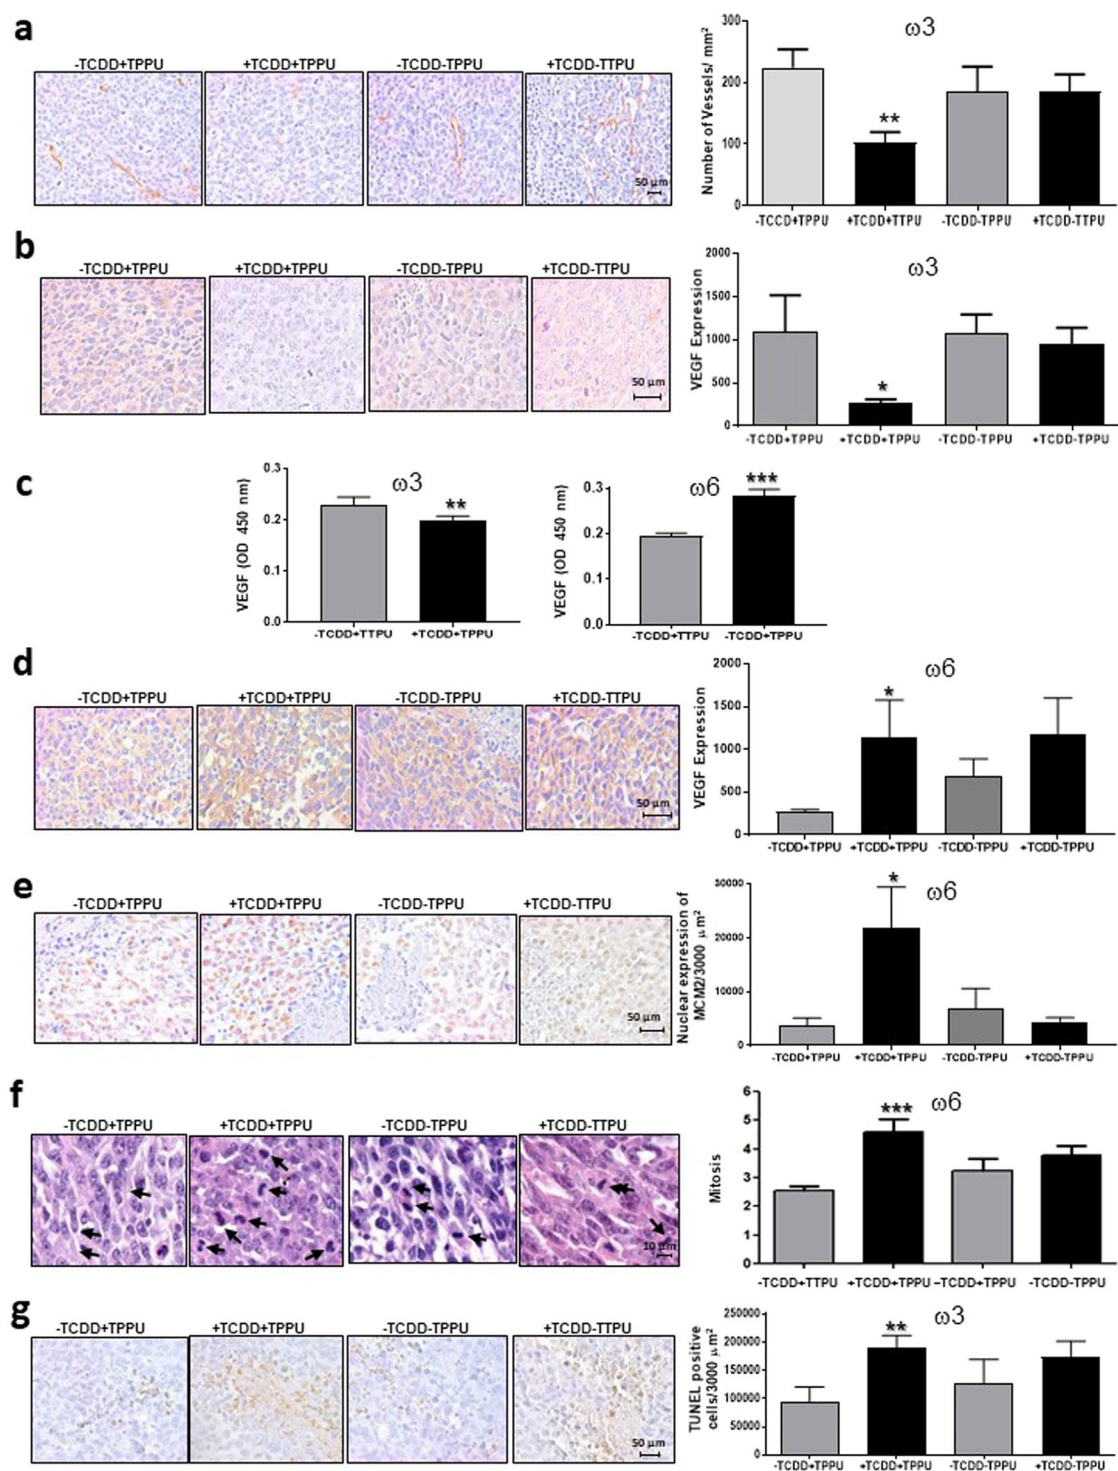 a
-TCDD+TPPU
+TCDD+TPPU
-TCDD-TPPU
+TCDD-TTPU
50 µm
Number of Vessels/ mm²
300
200
100
0
ω3
**
-TCCD+TPPU
+TCDD+TTPU
-TCDD-TPPU
+TCDD-TTPU
b
-TCDD+TPPU
+TCDD+TPPU
-TCDD-TPPU
+TCDD-TTPU
50 µm
VEGF Expression
2000
1500
1000
500
0
ω3
*
-TCDD+TPPU
+TCDD+TPPU
-TCDD-TPPU
+TCDD-TPPU
c
VEGF (OD 450 nm)
0.3
0.2
0.1
0.0
ω3
**
-TCDD+TTPU
+TCDD+TPPU
VEGF (OD 450 nm)
0.3
0.2
0.1
0.0
ω6
***
-TCDD+TTPU
-TCDD+TPPU
d
-TCDD+TPPU
+TCDD+TPPU
-TCDD-TPPU
+TCDD-TTPU
50 µm
VEGF Expression
2000
1500
1000
500
0
ω6
*
-TCDD+TPPU
+TCDD+TPPU
-TCDD-TPPU
+TCDD-TPPU
e
-TCDD+TPPU
+TCDD+TPPU
-TCDD-TPPU
+TCDD-TTPU
50 µm
Nuclear expression of
MCM2/3000 µm²
30000
20000
10000
0
ω6
*
-TCDD+TPPU
+TCDD+TPPU
-TCDD-TPPU
+TCDD-TPPU
f
-TCDD+TPPU
+TCDD+TPPU
-TCDD-TPPU
+TCDD-TTPU
10 µm
Mitosis
6
5
4
3
2
1
0
ω6
***
-TCDD+TTPU
+TCDD+TPPU
-TCDD+TPPU
-TCDD-TPPU
g
-TCDD+TPPU
+TCDD+TPPU
-TCDD-TPPU
+TCDD-TTPU
50 µm
TUNEL positive
cells/3000 µm²
250000
200000
150000
100000
50000
0
ω3
**
-TCDD+TPPU
+TCDD+TPPU
-TCDD-TPPU
+TCDD-TPPU